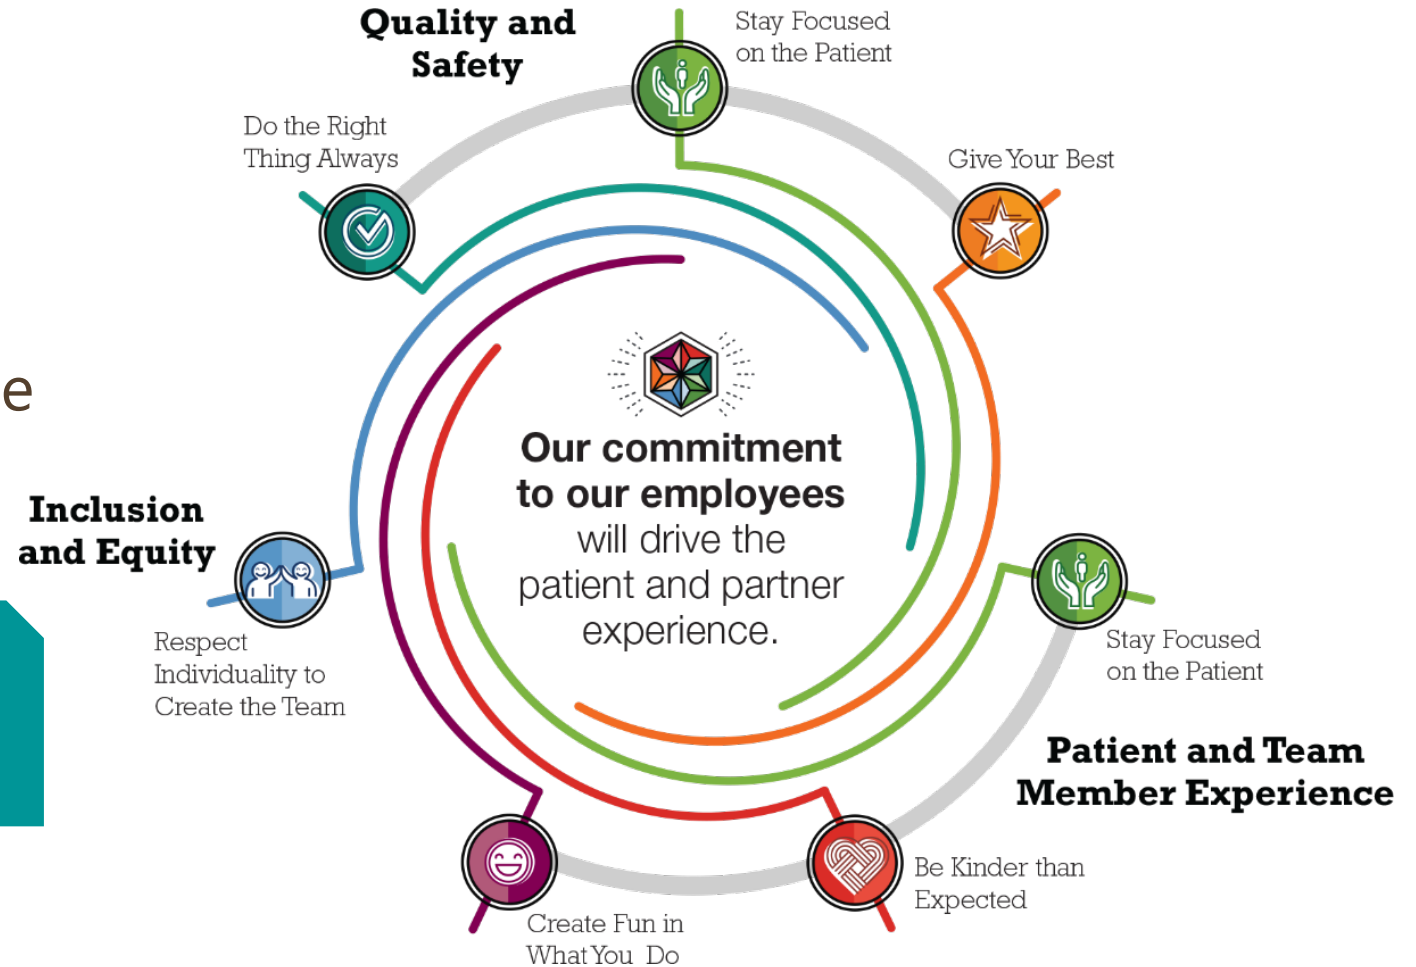 Quality and
Safety
Stay Focused
on the Patient
Do the Right
Thing Always
Give Your Best
e
Our commitment
to our employees
will drive the
patient and partner
experience.
Inclusion
and Equity
Respect
Individuality to
Create the Team
Stay Focused
on the Patient
Patient and Team
Member Experience
Be Kinder than
Expected
Create Fun in
What You Do